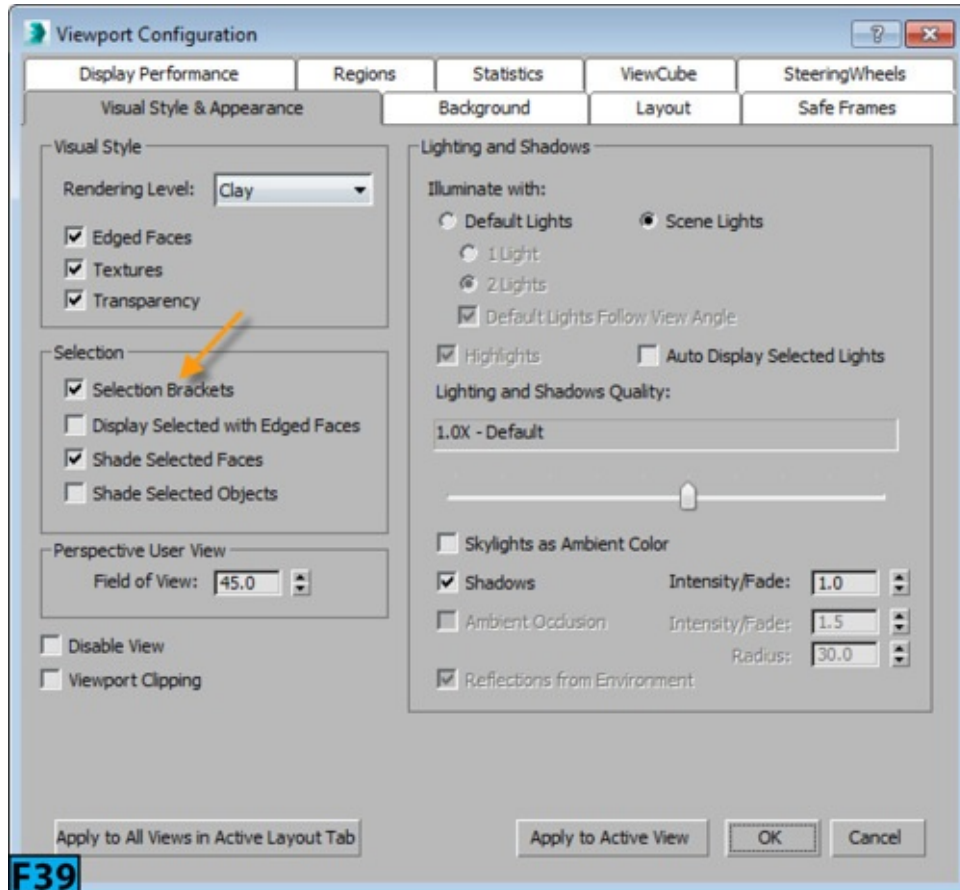 Viewport Configuration
Display Performance Regions Statistics ViewCube SteeringWheels
Visual Style & Appearance Background Layout Safe Frames
Visual Style
Rendering Level: Clay
Edged Faces
Textures
Transparency
Selection
Selection Brackets
Display Selected with Edged Faces
Shade Selected Faces
Shade Selected Objects
Perspective User View
Field of View: 45.0
Disable View
Viewport Clipping
Lighting and Shadows
Illuminate with:
Default Lights Scene Lights
1 Light
2 Lights
Default Lights Follow View Angle
Highlights Auto Display Selected Lights
Lighting and Shadows Quality:
1.0X - Default
Skylights as Ambient Color
Shadows Intensity/Fade: 1.0
Ambient Occlusion Intensity/Fade: 1.5
Radius: 30.0
Reflections from Environment
Apply to All Views in Active Layout Tab Apply to Active View OK Cancel
F39